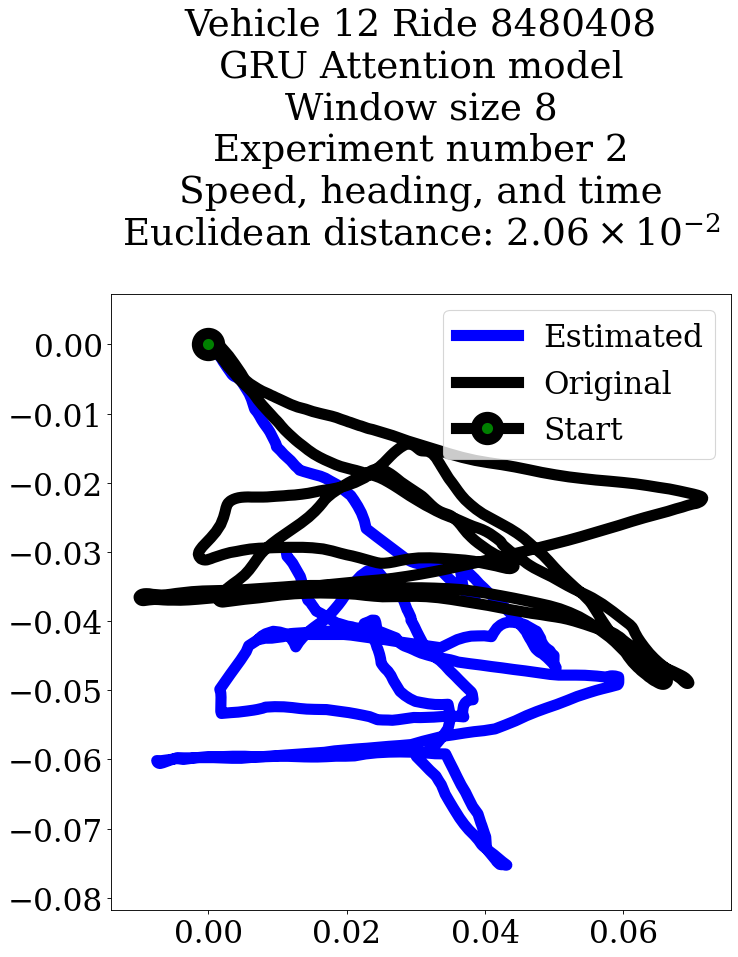 Vehicle 12 Ride 8480408
GRU Attention model
Window size 8
Experiment number 2
Speed, heading, and time
Euclidean distance: 2.06 × 10⁻²
Estimated
Original
Start
0.00
−0.01
−0.02
−0.03
−0.04
−0.05
−0.06
−0.07
−0.08
0.00 0.02 0.04 0.06